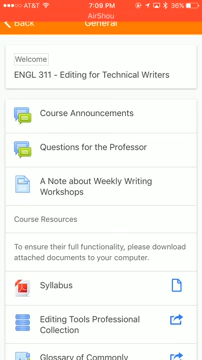 AT&T 7:09 PM 36%
AirShou
Back General
Welcome
ENGL 311 - Editing for Technical Writers
Course Announcements
Questions for the Professor
A Note about Weekly Writing
Workshops
Course Resources
To ensure their full functionality, please download
attached documents to your computer.
Syllabus
Editing Tools Professional
Collection
Glossary of Commonly